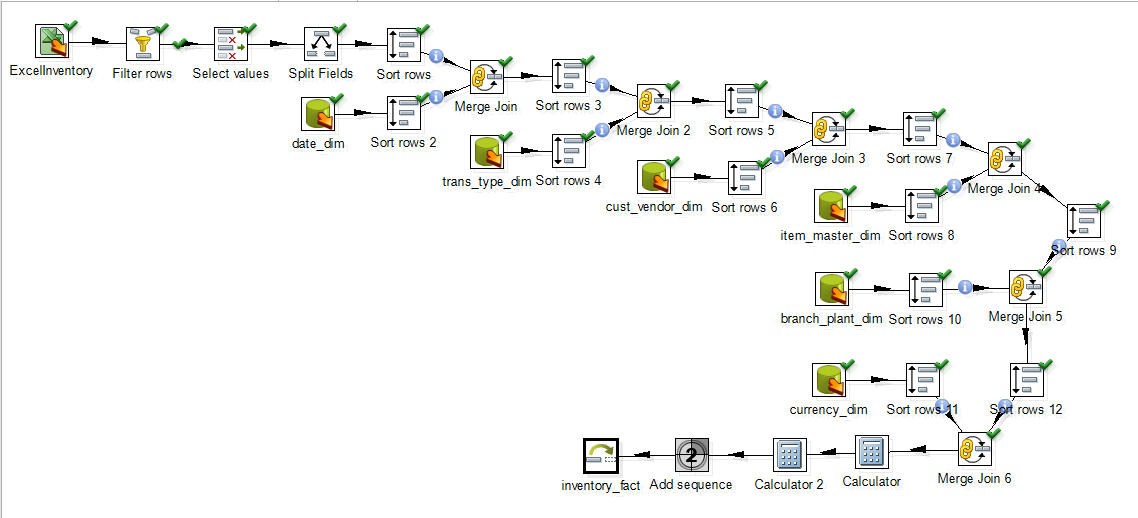 ExcelInventory
Filter rows
Select values
Split Fields
Sort rows
Merge Join
Sort rows 3
date_dim
Sort rows 2
Merge Join 2
Sort rows 5
trans_type_dim
Sort rows 4
Merge Join 3
Sort rows 7
cust_vendor_dim
Sort rows 6
Merge Join 4
item_master_dim
Sort rows 8
Sort rows 9
branch_plant_dim
Sort rows 10
Merge Join 5
currency_dim
Sort rows 11
Sort rows 12
inventory_fact
2
Add sequence
Calculator 2
Calculator
Merge Join 6